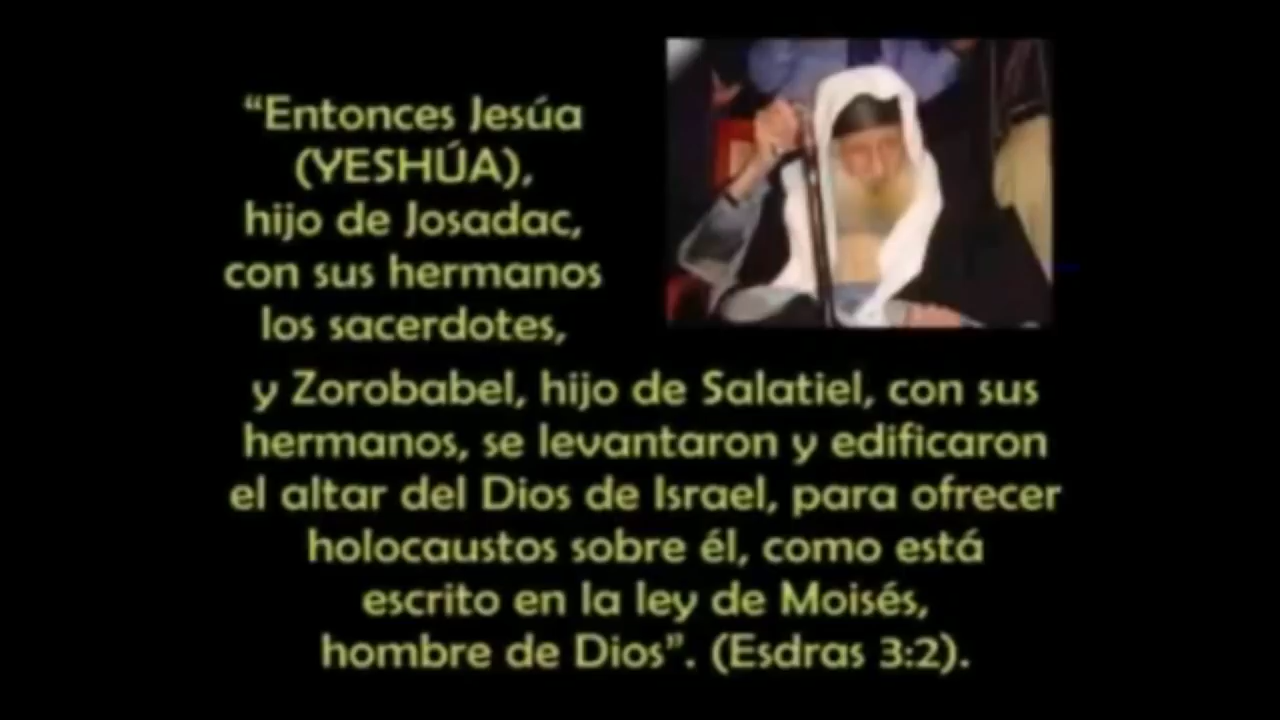 “Entonces Jesúa
(YESHÚA),
hijo de Josadac,
con sus hermanos
los sacerdotes,
y Zorobabel, hijo de Salatiel, con sus
hermanos, se levantaron y edificaron
el altar del Dios de Israel, para ofrecer
holocaustos sobre él, como está
escrito en la ley de Moisés,
hombre de Dios”. (Esdras 3:2).